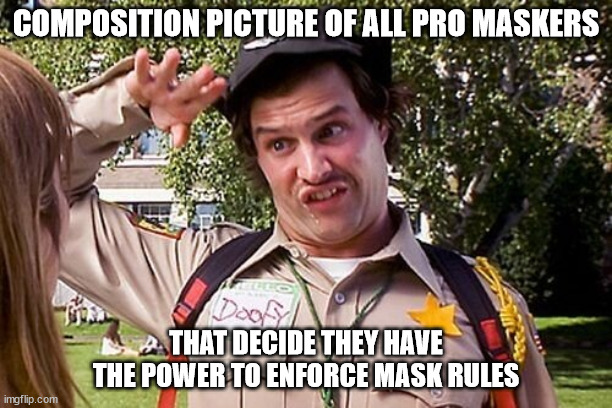 COMPOSITION PICTURE OF ALL PRO MASKERS
HELLO
Doofy
THAT DECIDE THEY HAVE
THE POWER TO ENFORCE MASK RULES
imgflip.com